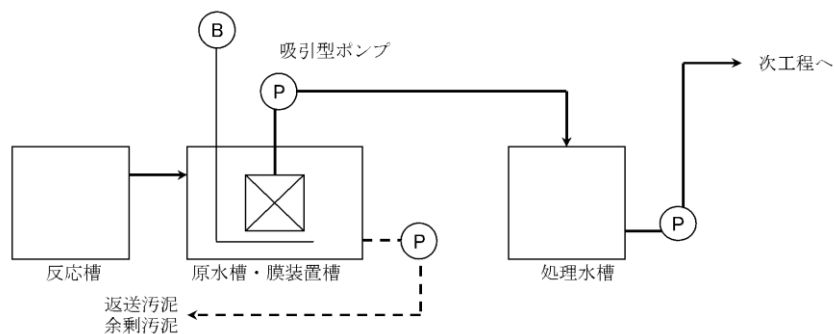 B
吸引型ポンプ
P
次工程へ
P
P
反応槽
原水槽・膜装置槽
処理水槽
返送汚泥
余剰汚泥